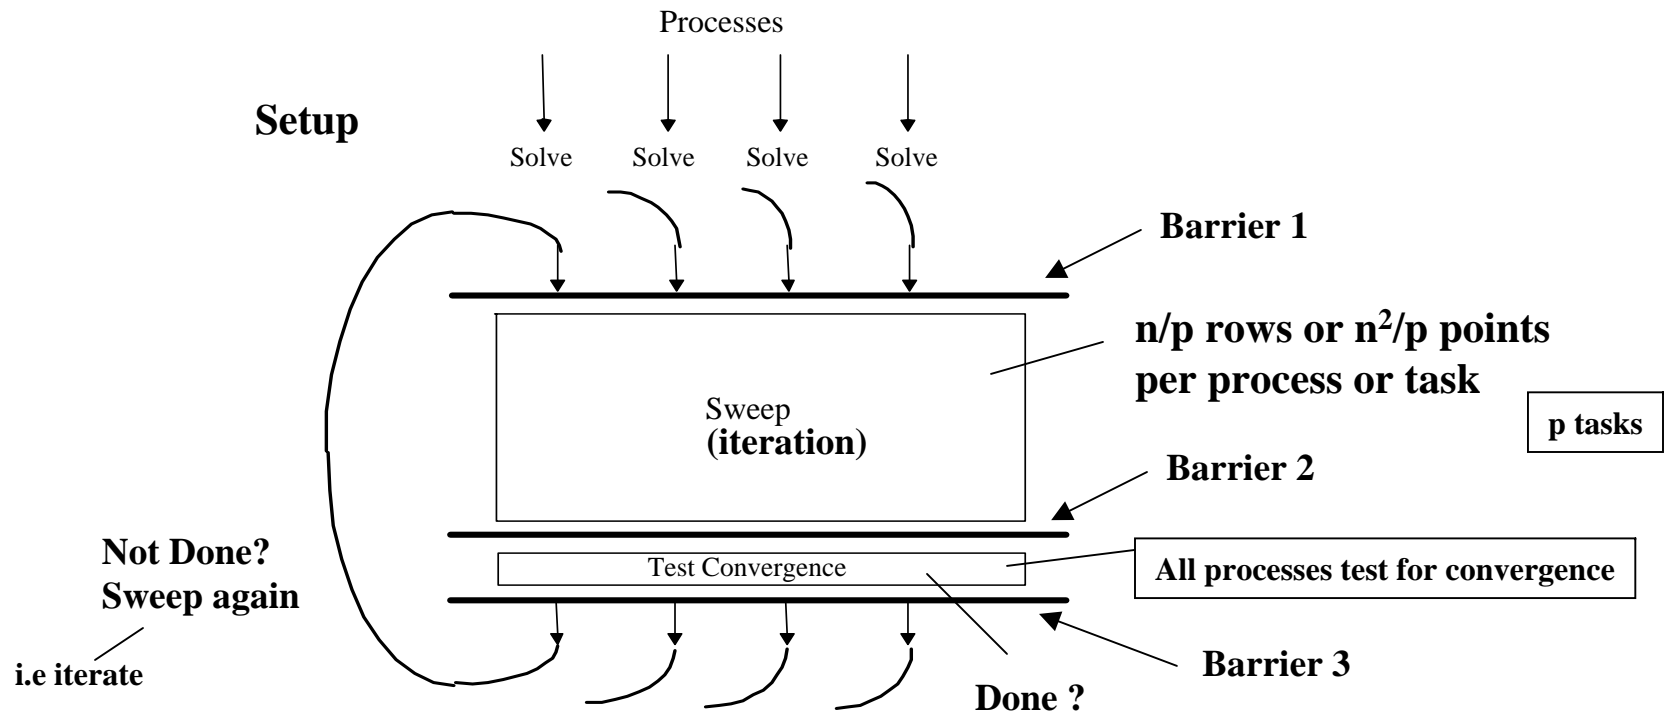 Processes
Setup
Solve Solve Solve Solve
Barrier 1
n/p rows or n²/p points
per process or task
Sweep
(iteration)
p tasks
Barrier 2
Not Done?
Sweep again
i.e iterate
Test Convergence
All processes test for convergence
Barrier 3
Done ?